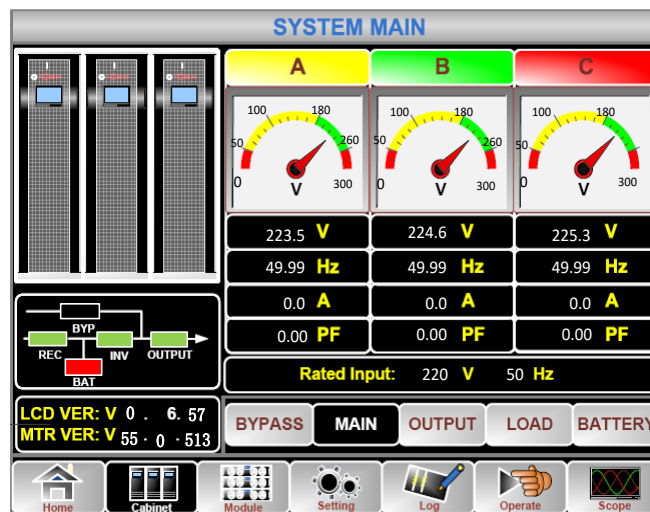 SYSTEM MAIN
A B C
100 180 50 260 0 300 V
100 180 50 260 0 300 V
100 180 50 0 300 V
223.5 V 224.6 V 225.3 V
49.99 Hz 49.99 Hz 49.99 Hz
0.0 A 0.0 A 0.0 A
0.00 PF 0.00 PF 0.00 PF
Rated Input: 220 V 50 Hz
BYP
REC INV OUTPUT
BAT
LCD VER: V 0 . 6. 57
MTR VER: V 55 . 0 . 513
BYPASS MAIN OUTPUT LOAD BATTERY
Home Cabinet Module Setting Log Operate Scope